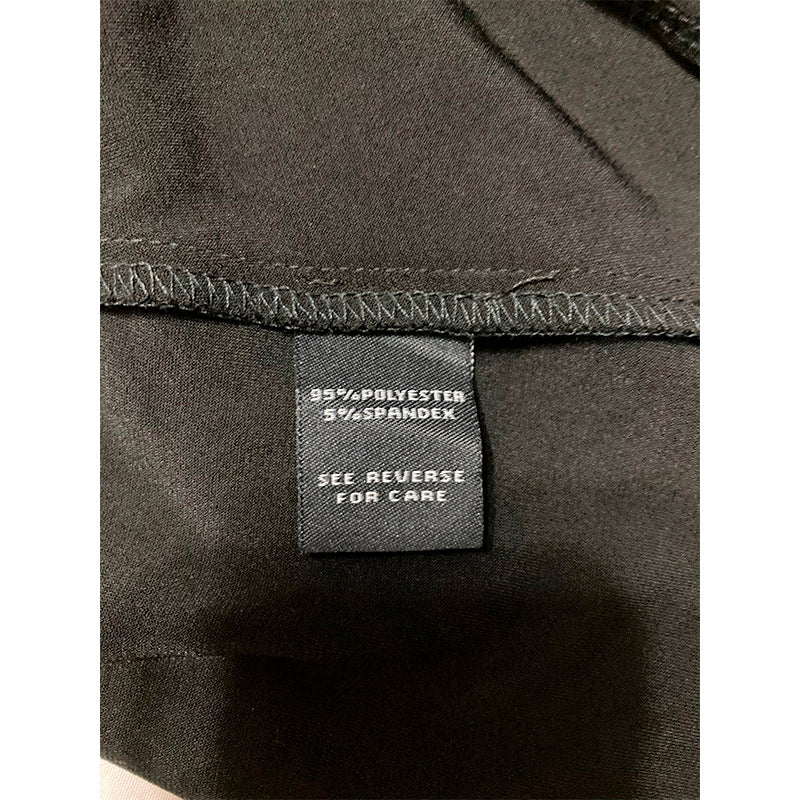 95%POLYESTER
5%SPANDEX
SEE REVERSE
FOR CARE